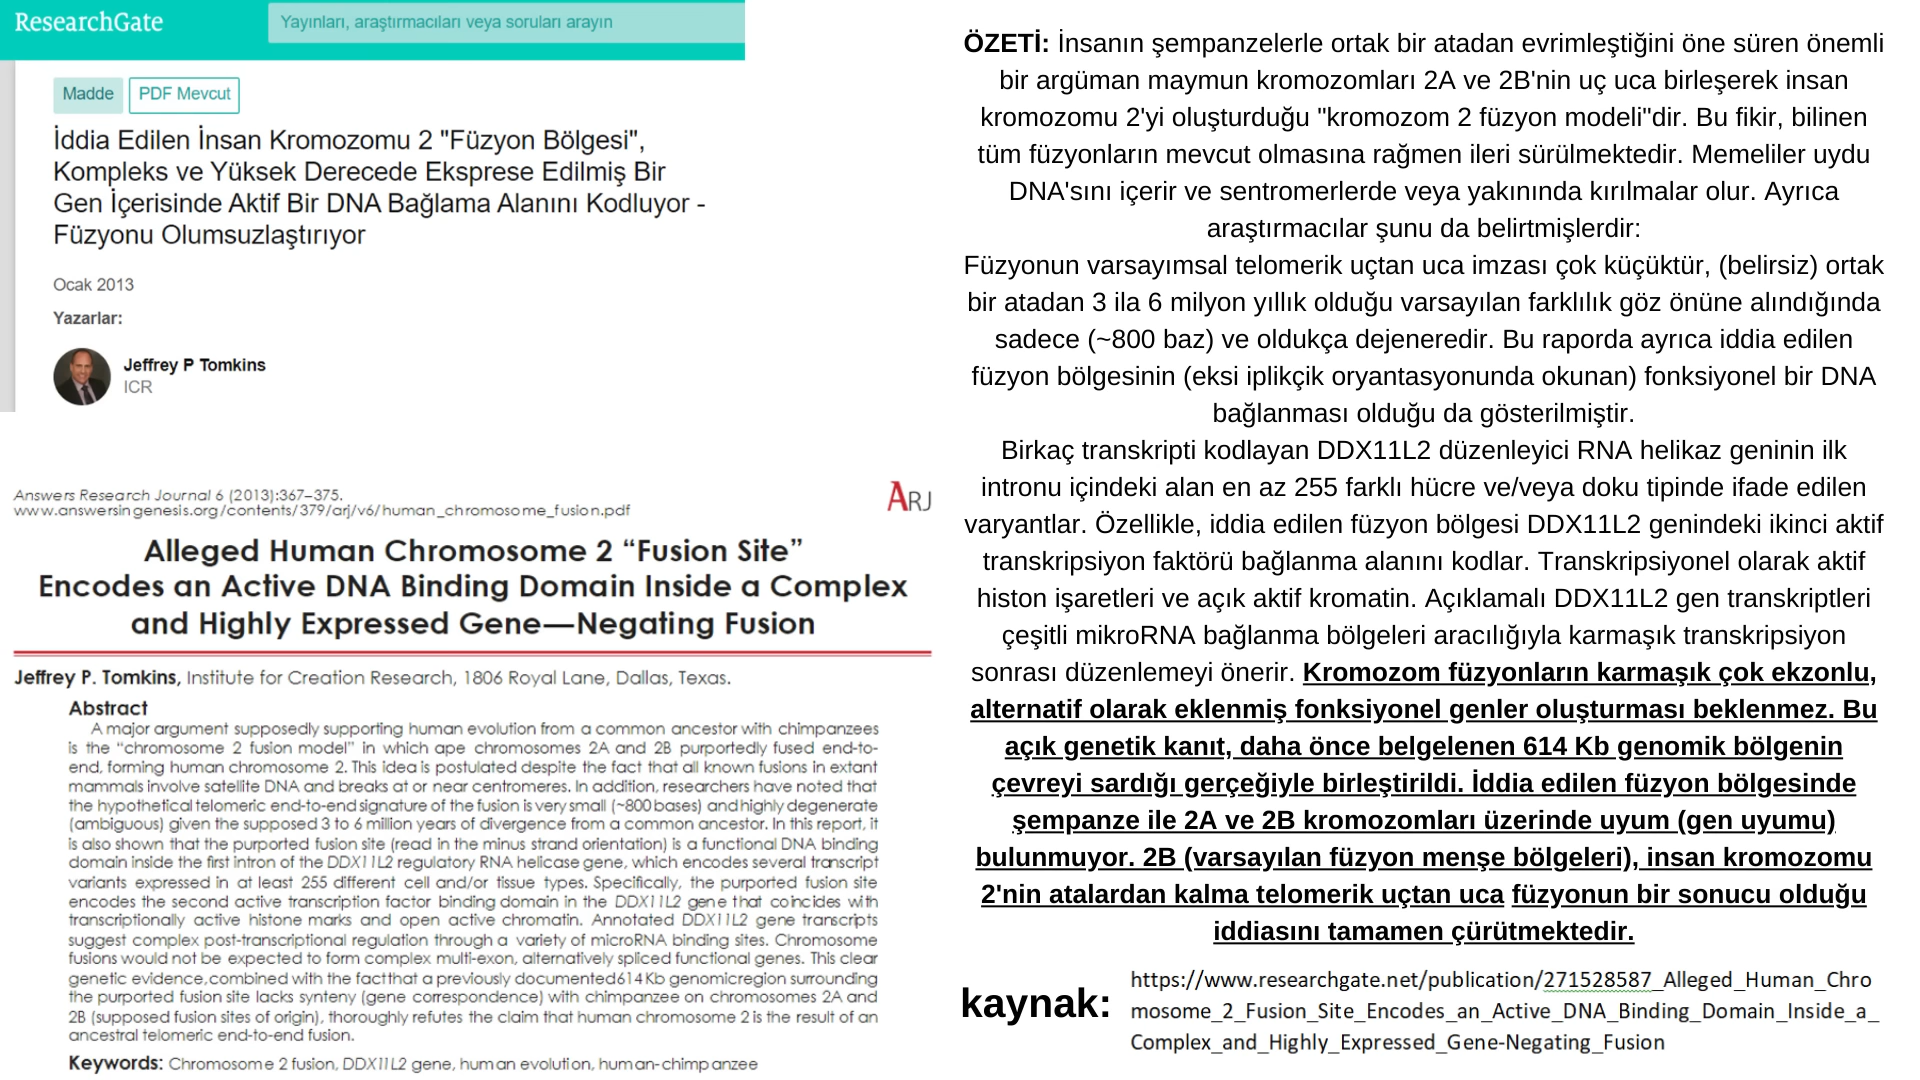 ResearchGate
Yayınları, araştırmacıları veya soruları arayın
Madde
PDF Mevcut
İddia Edilen İnsan Kromozomu 2 "Füzyon Bölgesi",
Kompleks ve Yüksek Derecede Eksprese Edilmiş Bir
Gen İçerisinde Aktif Bir DNA Bağlama Alanını Kodluyor -
Füzyonu Olumsuzlaştırıyor
Ocak 2013
Yazarlar:
Jeffrey P Tomkins
ICR
Answers Research Journal 6 (2013):367–375.
www.answersingenesis.org/contents/379/arj/v6/human_chromosome_fusion.pdf
ARJ
Alleged Human Chromosome 2 “Fusion Site”
Encodes an Active DNA Binding Domain Inside a Complex
and Highly Expressed Gene—Negating Fusion
Jeffrey P. Tomkins, Institute for Creation Research, 1806 Royal Lane, Dallas, Texas.
Abstract
A major argument supposedly supporting human evolution from a common ancestor with chimpanzees
is the “chromosome 2 fusion model” in which ape chromosomes 2A and 2B purportedly fused end-to-
end, forming human chromosome 2. This idea is postulated despite the fact that all known fusions in extant
mammals involve satellite DNA and breaks at or near centromeres. In addition, researchers have noted that
the hypothetical telomeric end-to-end signature of the fusion is very small (~800 bases) and highly degenerate
(ambiguous) given the supposed 3 to 6 million years of divergence from a common ancestor. In this report, it
is also shown that the purported fusion site (read in the minus strand orientation) is a functional DNA binding
domain inside the first intron of the DDX11L2 regulatory RNA helicase gene, which encodes several transcript
variants expressed in at least 255 different cell and/or tissue types. Specifically, the purported fusion site
encodes the second active transcription factor binding domain in the DDX11L2 gene that coincides with
transcriptionally active histone marks and open active chromatin. Annotated DDX11L2 gene transcripts
suggest complex post-transcriptional regulation through a variety of microRNA binding sites. Chromosome
fusions would not be expected to form complex multi-exon, alternatively spliced functional genes. This clear
genetic evidence, combined with the fact that a previously documented 614 Kb genomic region surrounding
the purported fusion site lacks synteny (gene correspondence) with chimpanzee on chromosomes 2A and
2B (supposed fusion sites of origin), thoroughly refutes the claim that human chromosome 2 is the result of an
ancestral telomeric end-to-end fusion.
Keywords: Chromosome 2 fusion, DDX11L2 gene, human evolution, human-chimpanzee
ÖZETİ: İnsanın şempanzelerle ortak bir atadan evrimleştiğini öne süren önemli
bir argüman maymun kromozomları 2A ve 2B'nin uç uca birleşerek insan
kromozomu 2'yi oluşturduğu "kromozom 2 füzyon modeli"dir. Bu fikir, bilinen
tüm füzyonların mevcut olmasına rağmen ileri sürülmektedir. Memeliler uydu
DNA'sını içerir ve sentromerlerde veya yakınında kırılmalar olur. Ayrıca
araştırmacılar şunu da belirtmişlerdir:
Füzyonun varsayımsal telomerik uçtan uca imzası çok küçüktür, (belirsiz) ortak
bir atadan 3 ila 6 milyon yıllık olduğu varsayılan farklılık göz önüne alındığında
sadece (~800 baz) ve oldukça dejeneredir. Bu raporda ayrıca iddia edilen
füzyon bölgesinin (eksi iplikçik oryantasyonunda okunan) fonksiyonel bir DNA
bağlanması olduğu da gösterilmiştir.
Birkaç transkripti kodlayan DDX11L2 düzenleyici RNA helikaz geninin ilk
intronu içindeki alan en az 255 farklı hücre ve/veya doku tipinde ifade edilen
varyantlar. Özellikle, iddia edilen füzyon bölgesi DDX11L2 genindeki ikinci aktif
transkripsiyon faktörü bağlanma alanını kodlar. Transkripsiyonel olarak aktif
histon işaretleri ve açık aktif kromatin. Açıklamalı DDX11L2 gen transkriptleri
çeşitli mikroRNA bağlanma bölgeleri aracılığıyla karmaşık transkripsiyon
sonrası düzenlemeyi önerir. Kromozom füzyonların karmaşık çok ekzonlu,
alternatif olarak eklenmiş fonksiyonel genler oluşturması beklenmez. Bu
açık genetik kanıt, daha önce belgelenen 614 Kb genomik bölgenin
çevreyi sardığı gerçeğiyle birleştirildi. İddia edilen füzyon bölgesinde
şempanze ile 2A ve 2B kromozomları üzerinde uyum (gen uyumu)
bulunmuyor. 2B (varsayılan füzyon menşe bölgeleri), insan kromozomu
2'nin atalardan kalma telomerik uçtan uca füzyonun bir sonucu olduğu
iddiasını tamamen çürütmektedir.
kaynak:
https://www.researchgate.net/publication/271528587_Alleged_Human_Chro
mosome_2_Fusion_Site_Encodes_an_Active_DNA_Binding_Domain_Inside_a_
Complex_and_Highly_Expressed_Gene-Negating_Fusion